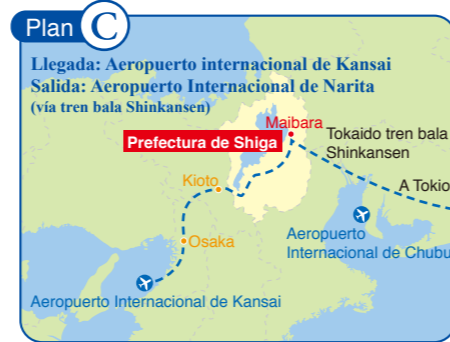 Plan C
Llegada: Aeropuerto internacional de Kansai
Salida: Aeropuerto Internacional de Narita
(vía tren bala Shinkansen)
Maibara
Prefectura de Shiga
Tokaido tren bala
Shinkansen
Kioto
A Tokio
Osaka
Aeropuerto
Internacional de Chubu
Aeropuerto Internacional de Kansai